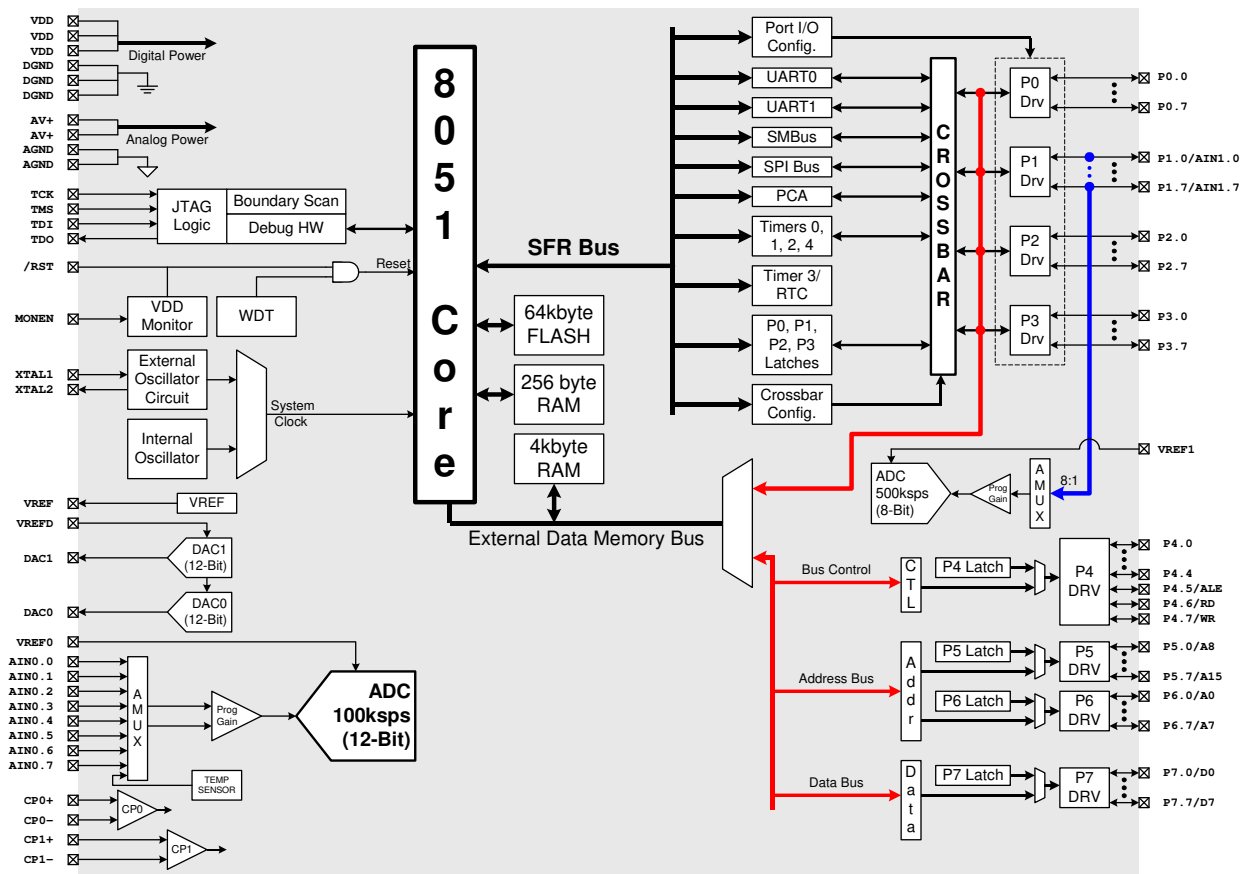 VDD
VDD
VDD
Digital Power
DGND
DGND
DGND
AV+
AV+
Analog Power
AGND
AGND
TCK
TMS
TDI
TDO
JTAG
Logic
Boundary Scan
Debug HW
/RST
Reset
MONEN
VDD
Monitor
WDT
XTAL1
XTAL2
External
Oscillator
Circuit
Internal
Oscillator
System
Clock
8051 Core
SFR Bus
64kbyte
FLASH
256 byte
RAM
4kbyte
RAM
External Data Memory Bus
VREF
VREF
VREFD
DAC1
DAC1
(12-Bit)
DAC0
DAC0
(12-Bit)
VREF0
AIN0.0
AIN0.1
AIN0.2
AIN0.3
AIN0.4
AIN0.5
AIN0.6
AIN0.7
AMUX
Prog
Gain
ADC
100ksps
(12-Bit)
TEMP
SENSOR
CP0+
CP0-
CP0
CP1+
CP1-
CP1
Port I/O
Config.
UART0
UART1
SMBus
SPI Bus
PCA
Timers 0,
1, 2, 4
Timer 3/
RTC
P0, P1,
P2, P3
Latches
Crossbar
Config.
CROSSBAR
P0
Drv
P1
Drv
P2
Drv
P3
Drv
P0.0
P0.7
P1.0/AIN1.0
P1.7/AIN1.7
P2.0
P2.7
P3.0
P3.7
VREF1
ADC
500ksps
(8-Bit)
Prog
Gain
AMUX
8:1
Bus Control
CTL
P4 Latch
P4
DRV
P4.0
P4.4
P4.5/ALE
P4.6/RD
P4.7/WR
Address Bus
Addr
P5 Latch
P5
DRV
P5.0/A8
P5.7/A15
P6 Latch
P6
DRV
P6.0/A0
P6.7/A7
Data Bus
Data
P7 Latch
P7
DRV
P7.0/D0
P7.7/D7